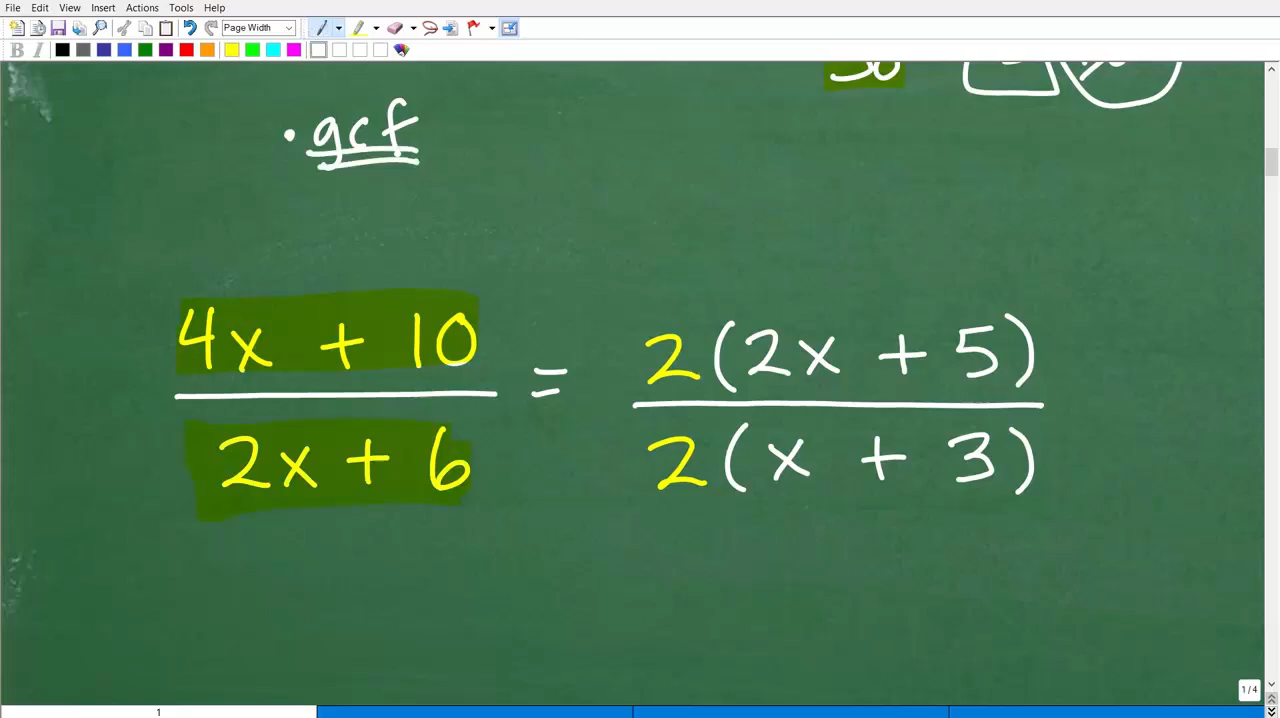 File Edit View Insert Actions Tools Help
Page Width
B I
. gcf
4x + 10
2x + 6
=
2(2x + 5)
2(x + 3)
1/4
1